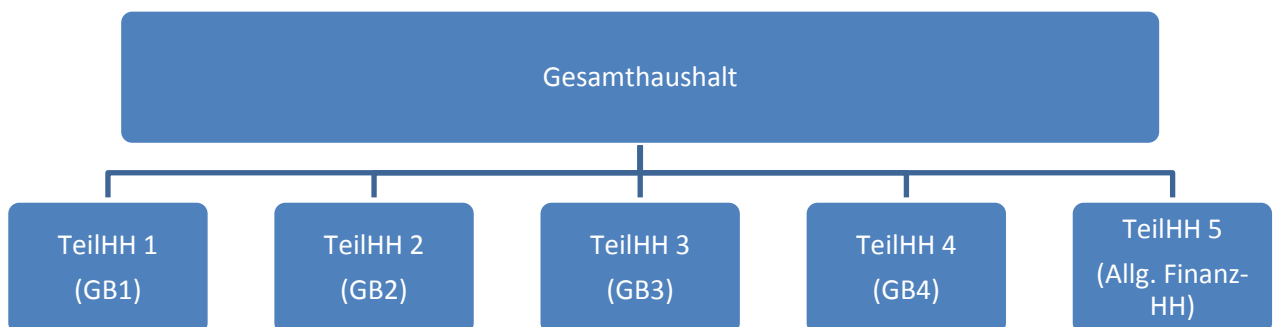 Gesamthaushalt
TeilHH 1
(GB1)
TeilHH 2
(GB2)
TeilHH 3
(GB3)
TeilHH 4
(GB4)
TeilHH 5
(Allg. Finanz-
HH)